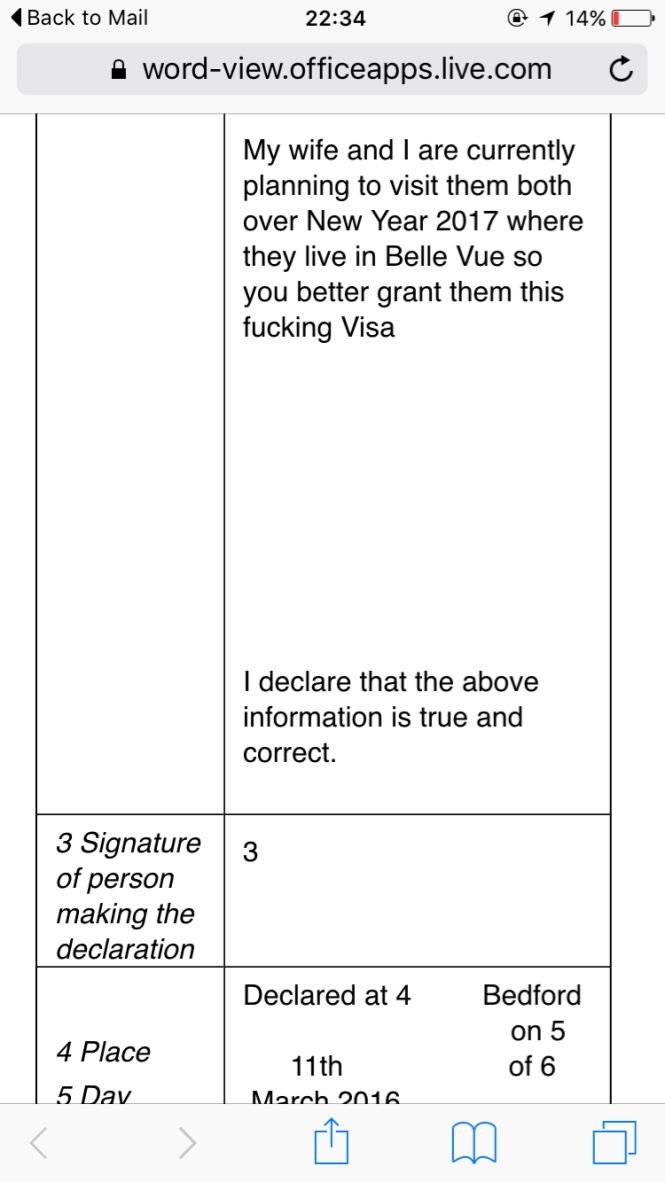 Back to Mail 22:34 14%
word-view.officeapps.live.com
My wife and I are currently
planning to visit them both
over New Year 2017 where
they live in Belle Vue so
you better grant them this
fucking Visa
I declare that the above
information is true and
correct.
3 Signature
of person
making the
declaration
3
4 Place
5 Day
Declared at 4 Bedford
on 5
11th of 6
March 2016